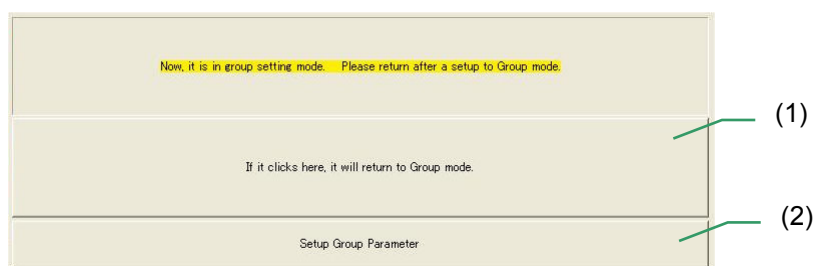 Now, it is in group setting mode. Please return after a setup to Group mode.
(1)
If it clicks here, it will return to Group mode.
(2)
Setup Group Parameter